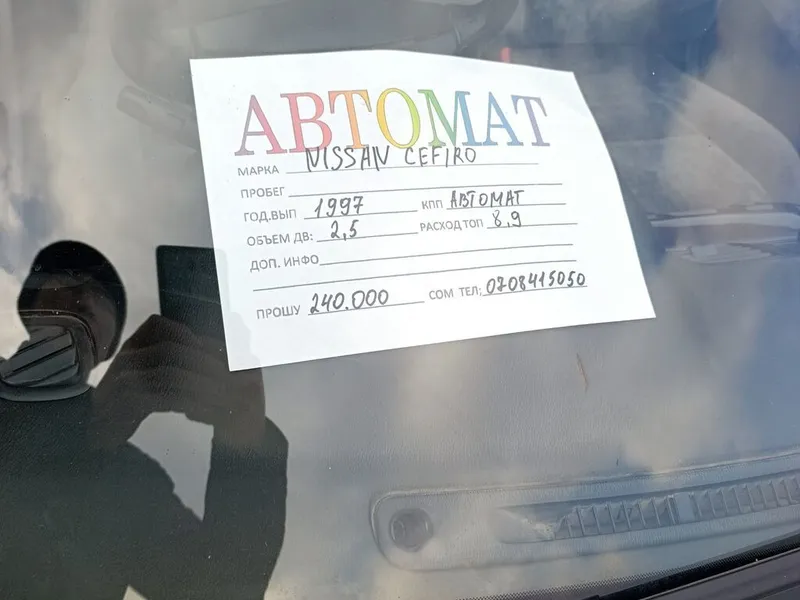 АВТОМАТ
МАРКА NISSAN CEFIRO
ПРОБЕГ
ГОД.ВЫП 1997 КПП АВТОМАТ
ОБЪЕМ ДВ: 2,5 РАСХОД ТОП 8,9
ДОП. ИНФО
ПРОШУ 240.000 СОМ ТЕЛ; 0708415050